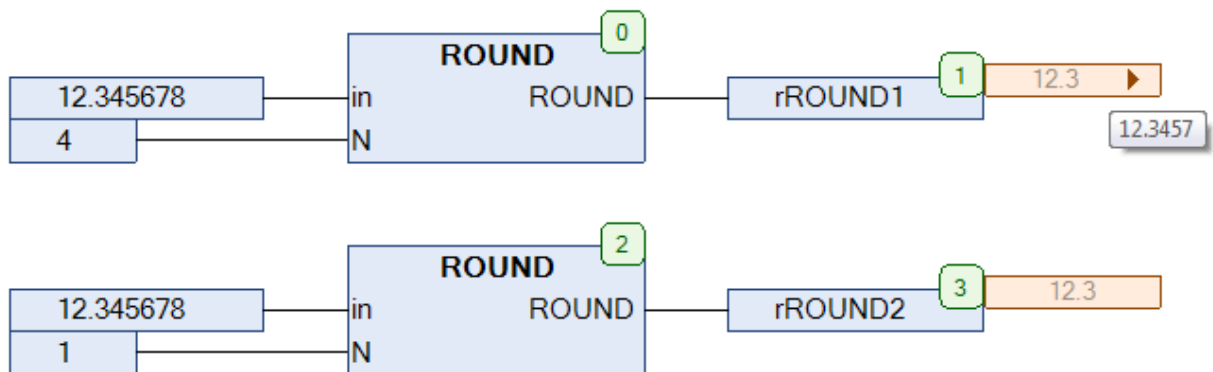 0
ROUND
12.345678 in ROUND rROUND1 1 12.3
4 N 12.3457
2
ROUND
12.345678 in ROUND rROUND2 3 12.3
1 N